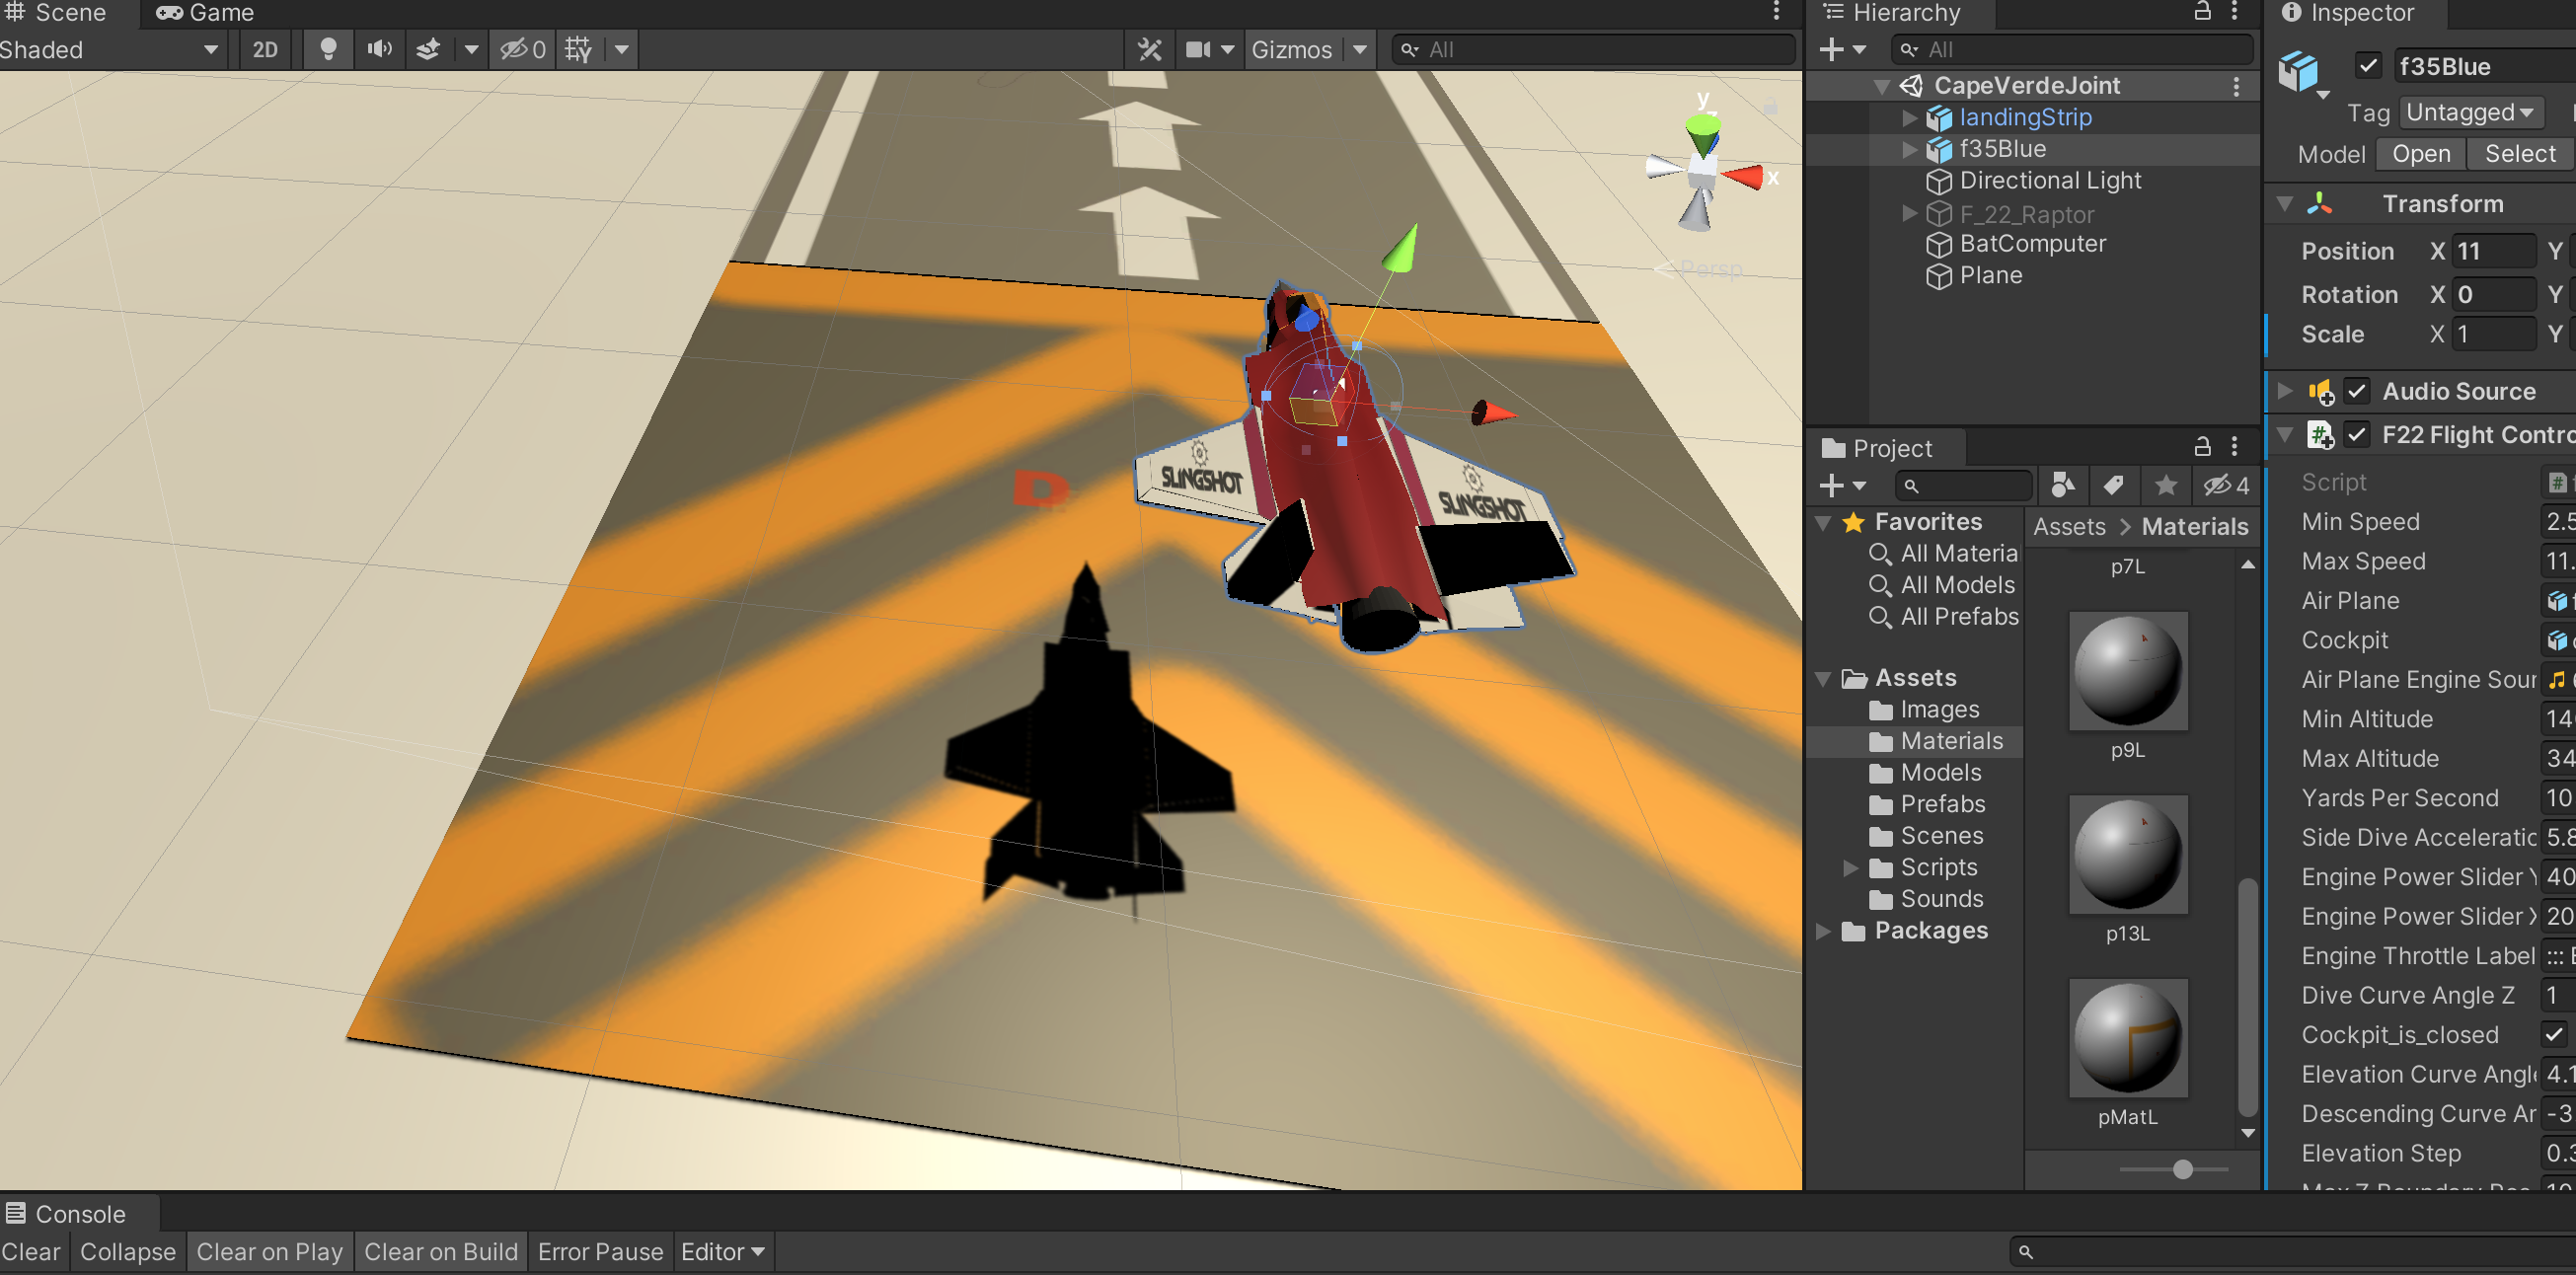 Scene
Game
Shaded
2D
0
Gizmos
All
y
x
Persp
SLINGSHOT
SLINGSHOT
D
Hierarchy
All
CapeVerdeJoint
landingStrip
f35Blue
Directional Light
F_22_Raptor
BatComputer
Plane
Project
4
Favorites
All Materia
All Models
All Prefabs
Assets
Images
Materials
Models
Prefabs
Scenes
Scripts
Sounds
Packages
Assets > Materials
p7L
p9L
p13L
pMatL
Inspector
f35Blue
Tag Untagged
Model Open Select
Transform
Position X 11 Y
Rotation X 0 Y
Scale X 1 Y
Audio Source
F22 Flight Contro
Script
Min Speed 2.5
Max Speed 11.
Air Plane
Cockpit
Air Plane Engine Sour
Min Altitude 14
Max Altitude 34
Yards Per Second 10
Side Dive Acceleratio 5.8
Engine Power Slider Y 40
Engine Power Slider X 20
Engine Throttle Label ::: E
Dive Curve Angle Z 1
Cockpit_is_closed
Elevation Curve Angle 4.1
Descending Curve An -3
Elevation Step 0.3
Console
Clear Collapse Clear on Play Clear on Build Error Pause Editor